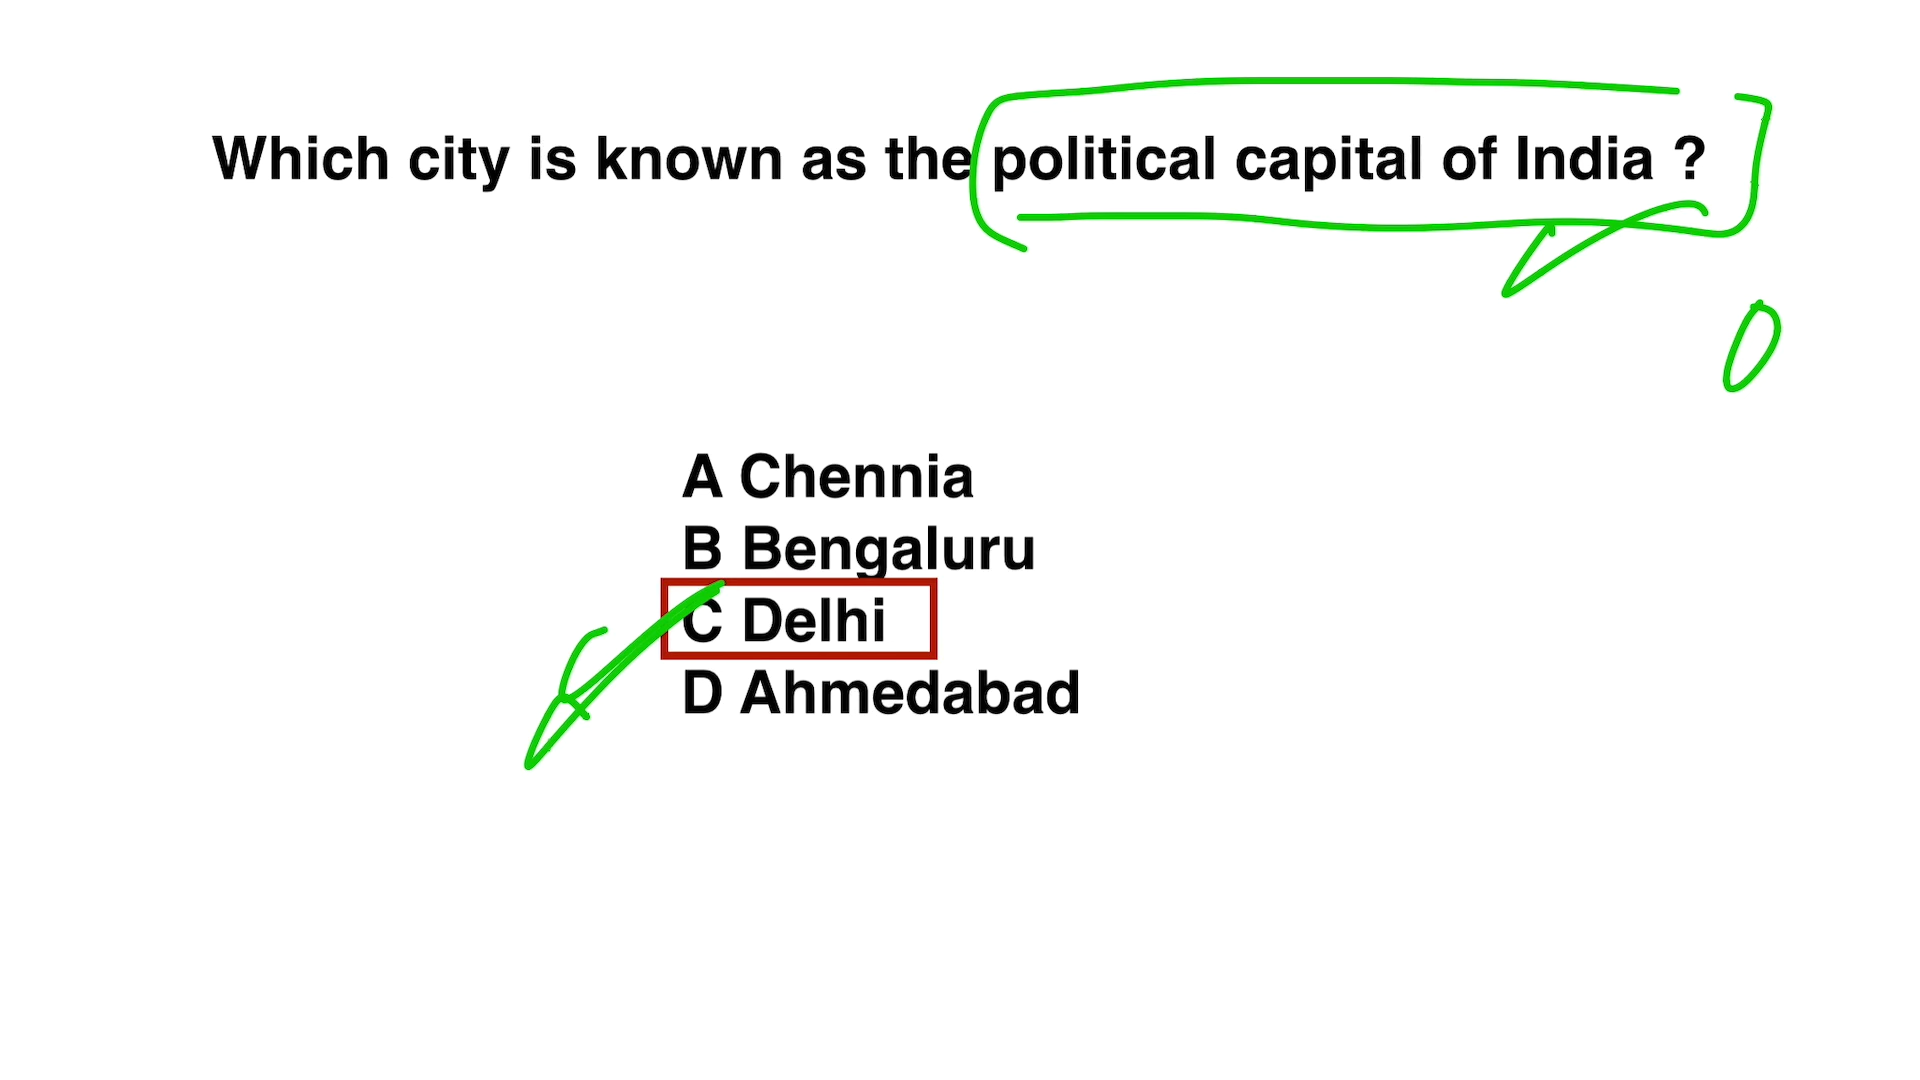 Which city is known as the political capital of India ?
A Chennia
B Bengaluru
C Delhi
D Ahmedabad